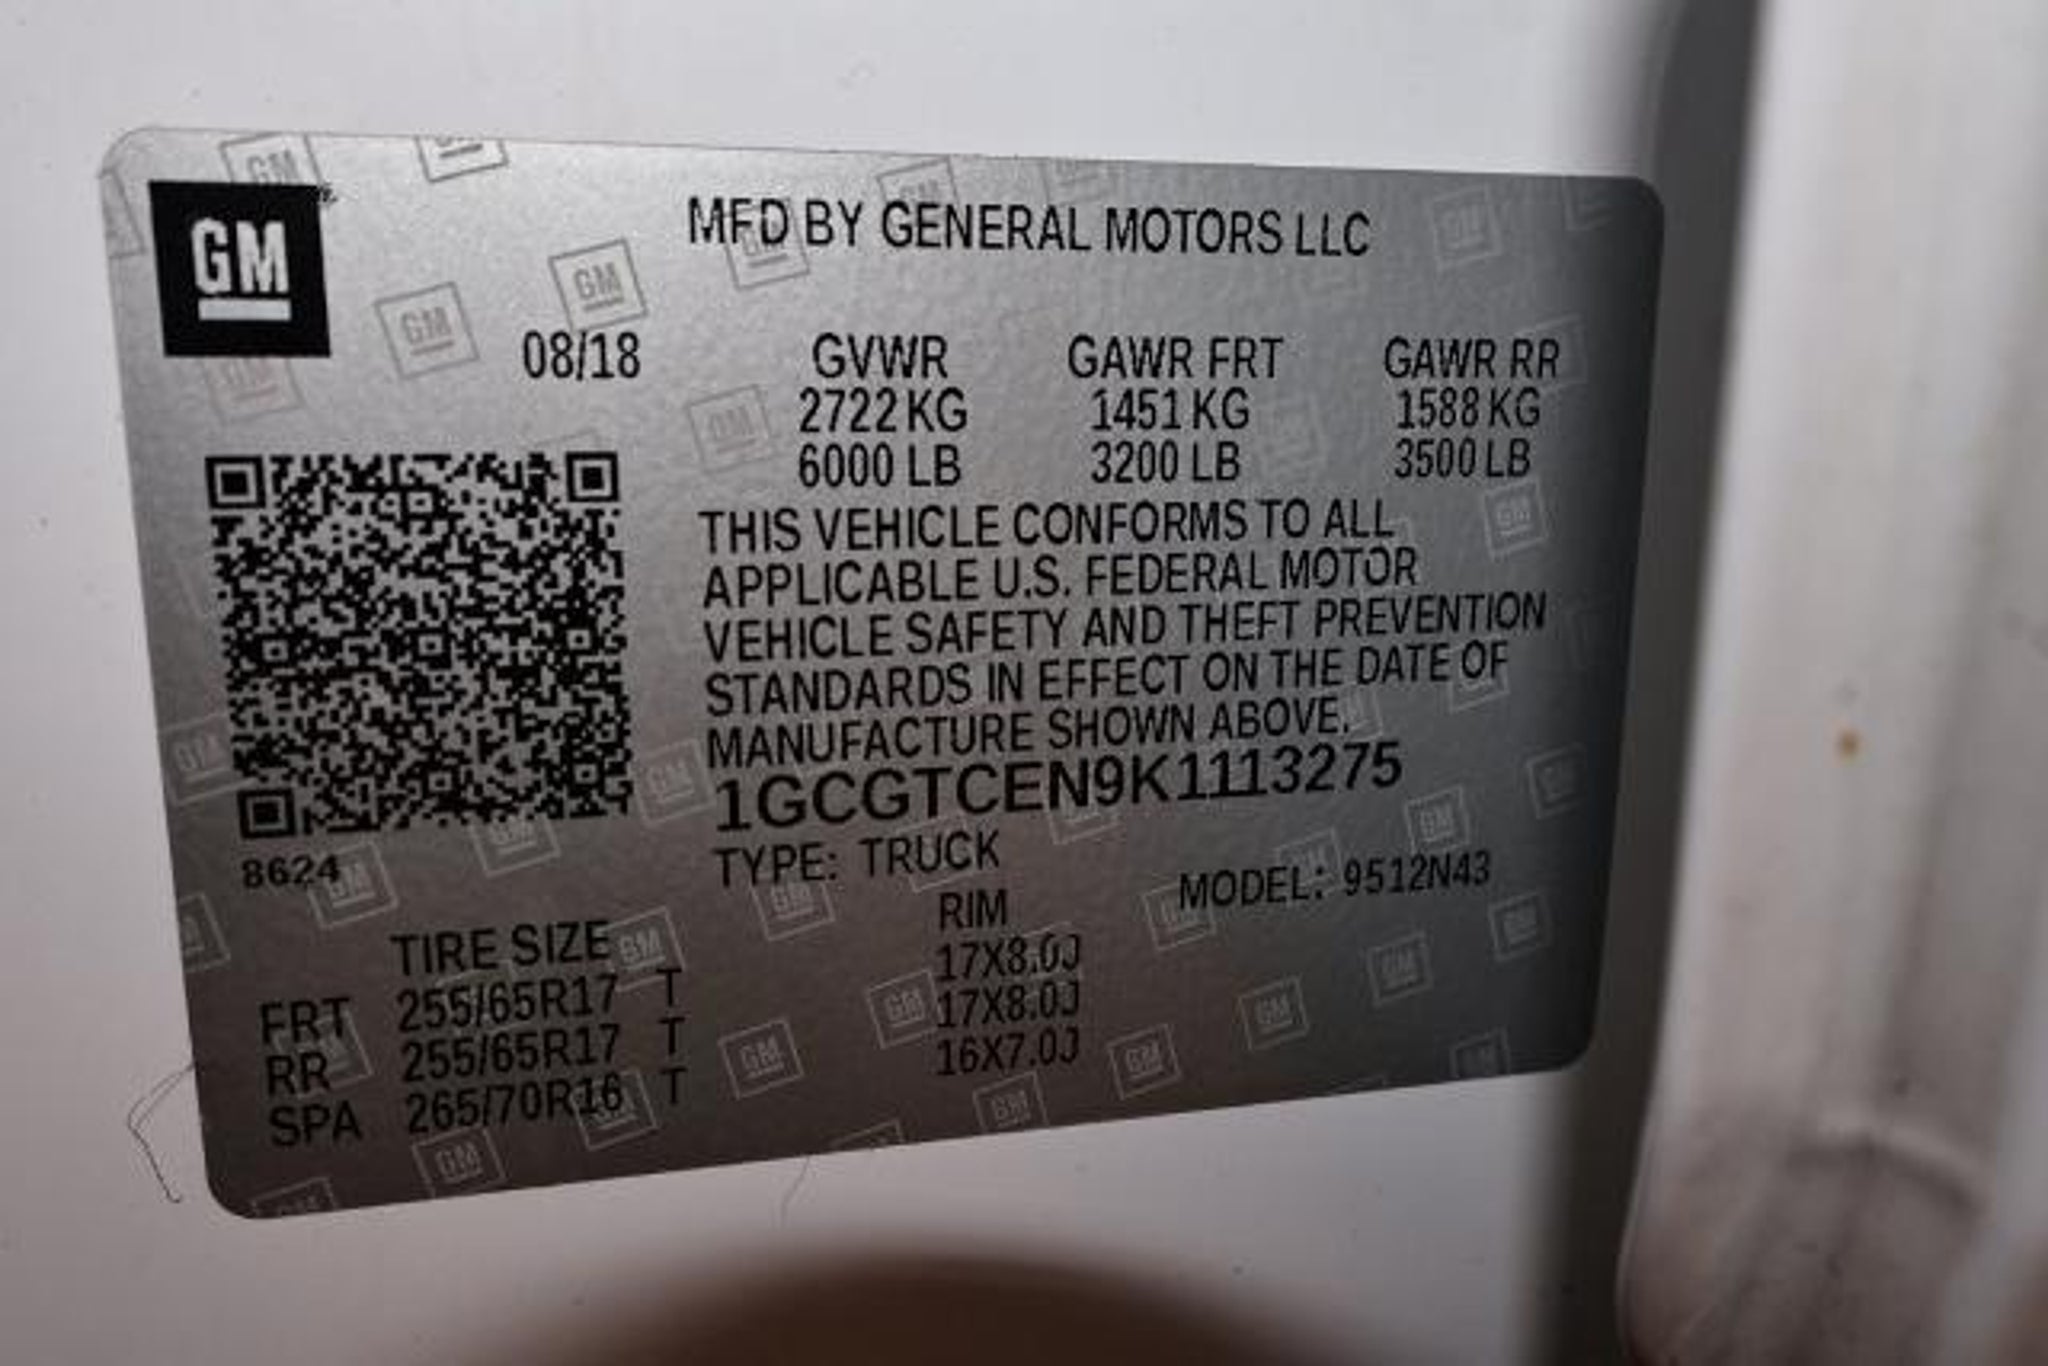 GM
MFD BY GENERAL MOTORS LLC
08/18 GVWR GAWR FRT GAWR RR
2722 KG 1451 KG 1588 KG
6000 LB 3200 LB 3500 LB
THIS VEHICLE CONFORMS TO ALL
APPLICABLE U.S. FEDERAL MOTOR
VEHICLE SAFETY AND THEFT PREVENTION
STANDARDS IN EFFECT ON THE DATE OF
MANUFACTURE SHOWN ABOVE.
1GCGTCEN9K1113275
8624
TYPE: TRUCK MODEL: 9512N43
TIRE SIZE RIM
FRT 255/65R17 T 17X8.0J
RR 255/65R17 T 17X8.0J
SPA 265/70R16 T 16X7.0J